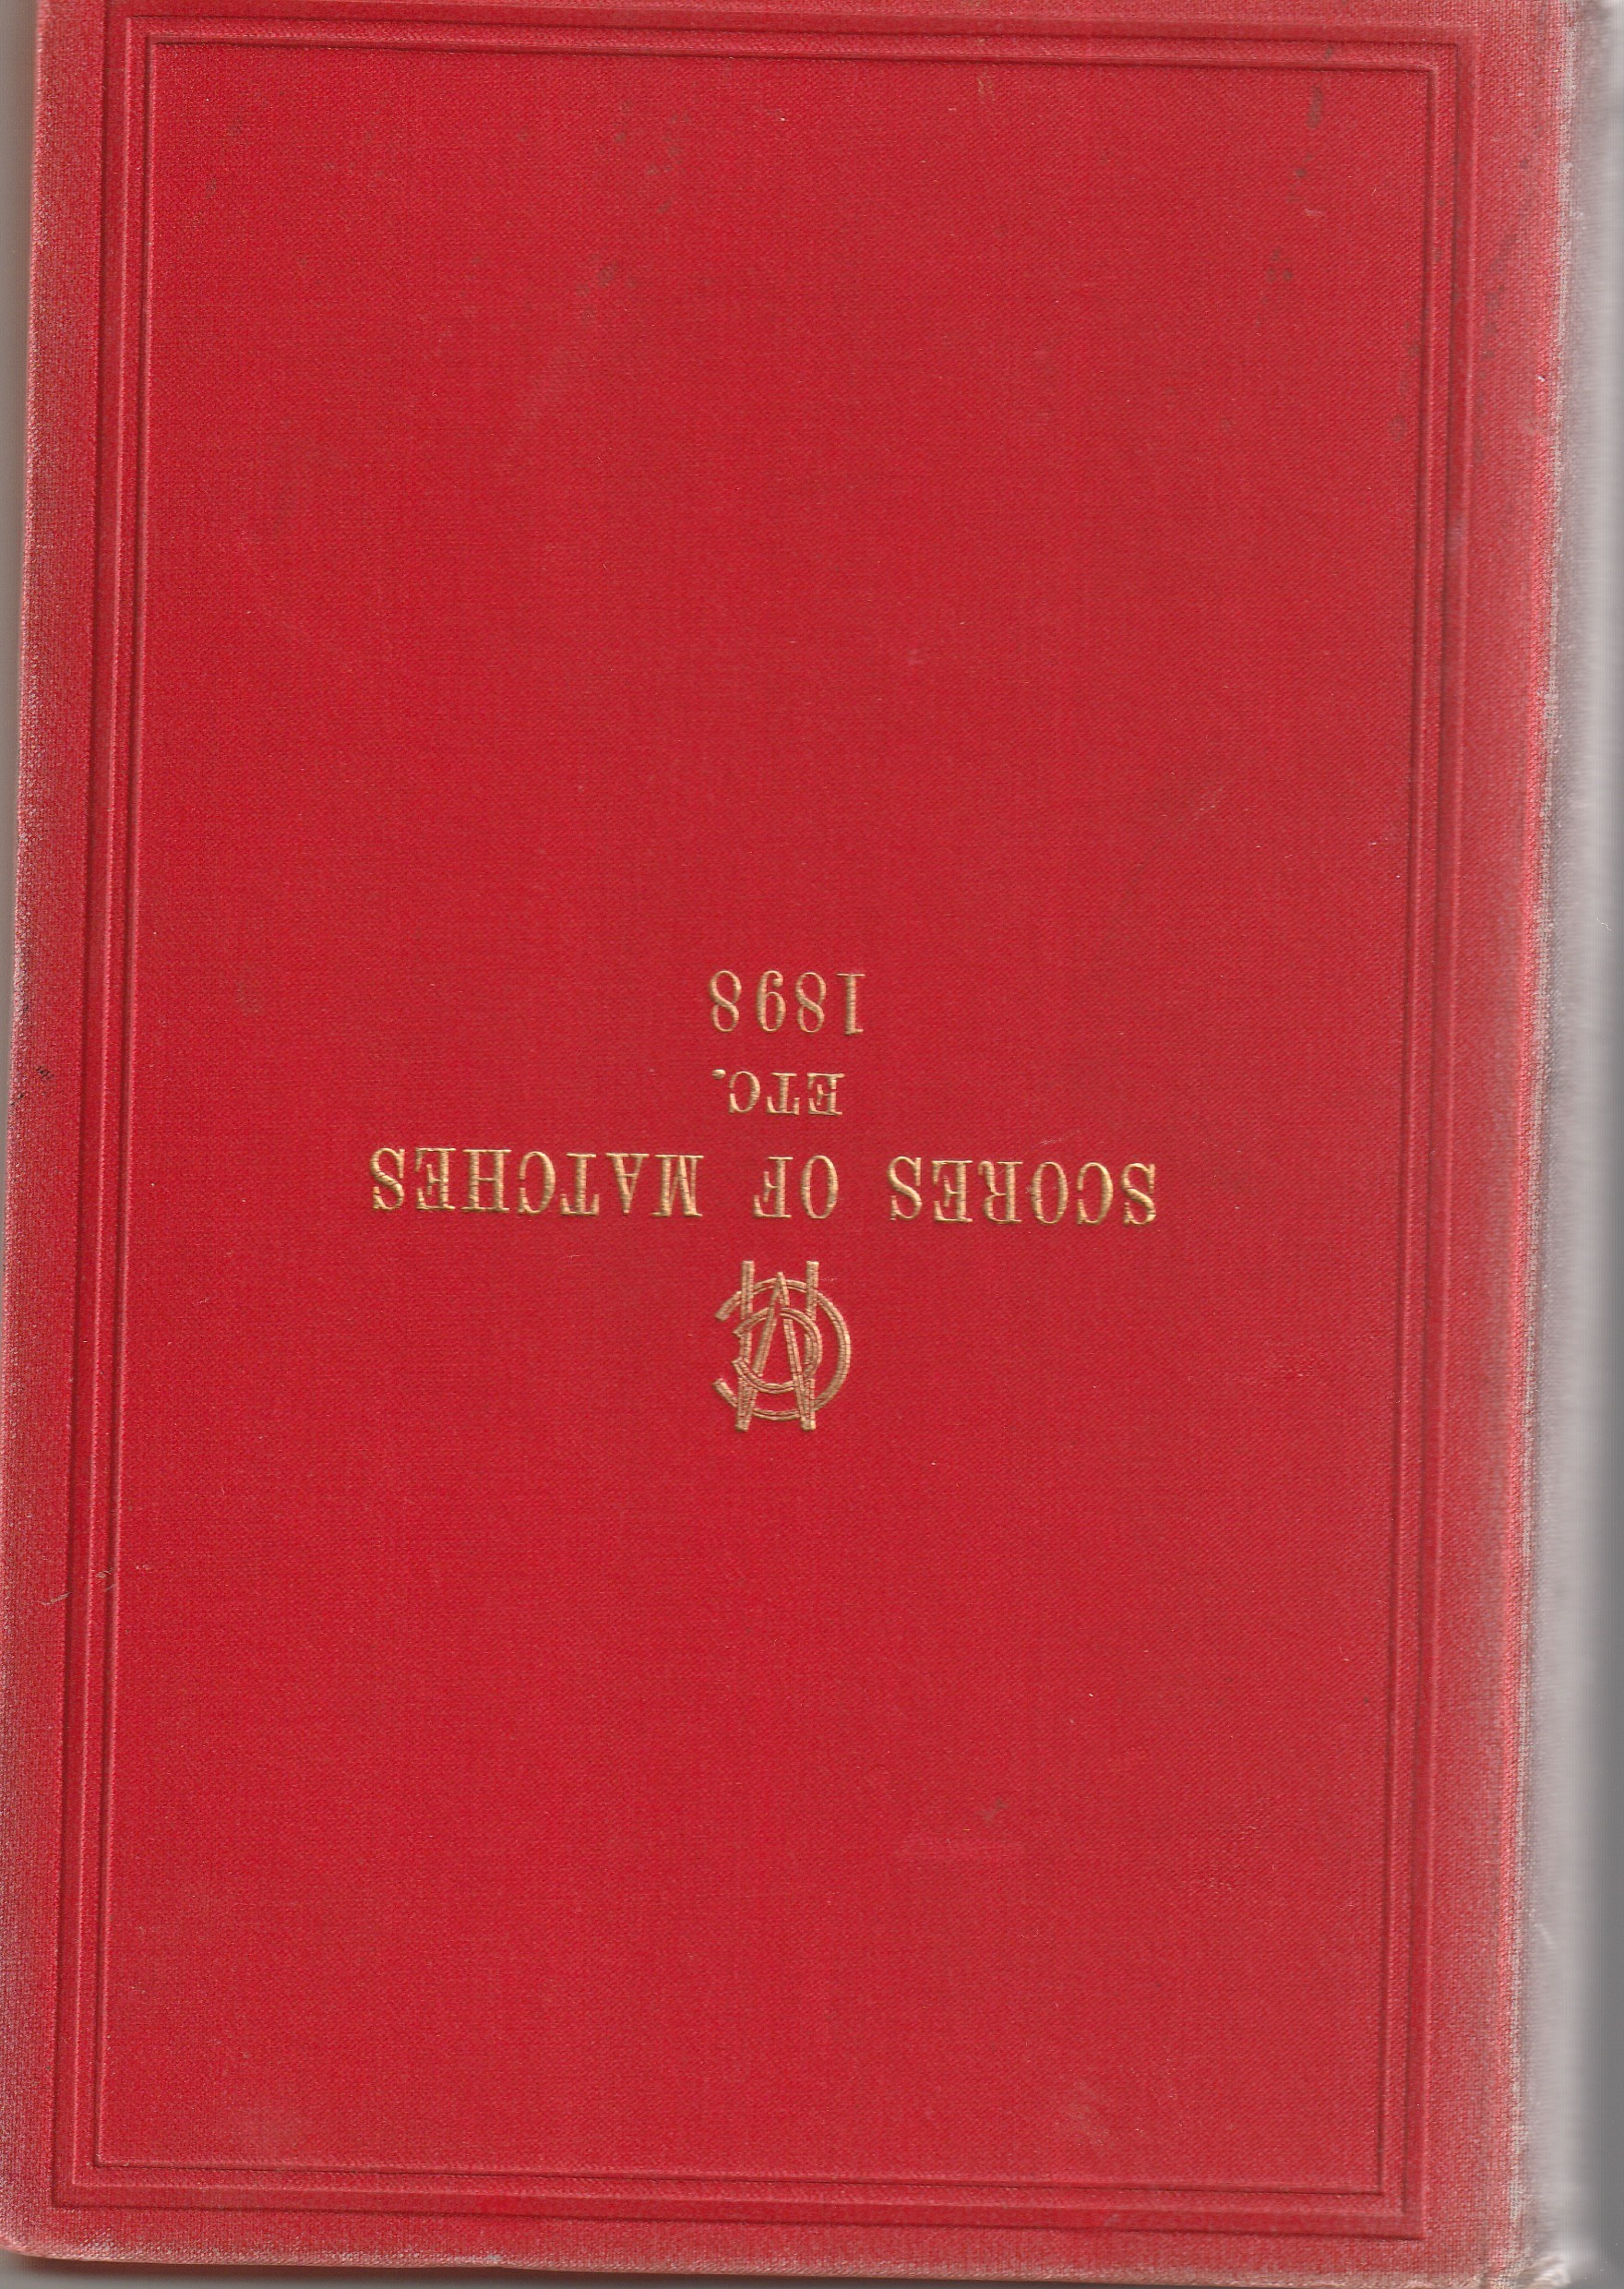 SCORES OF MATCHES
ETC.
1898